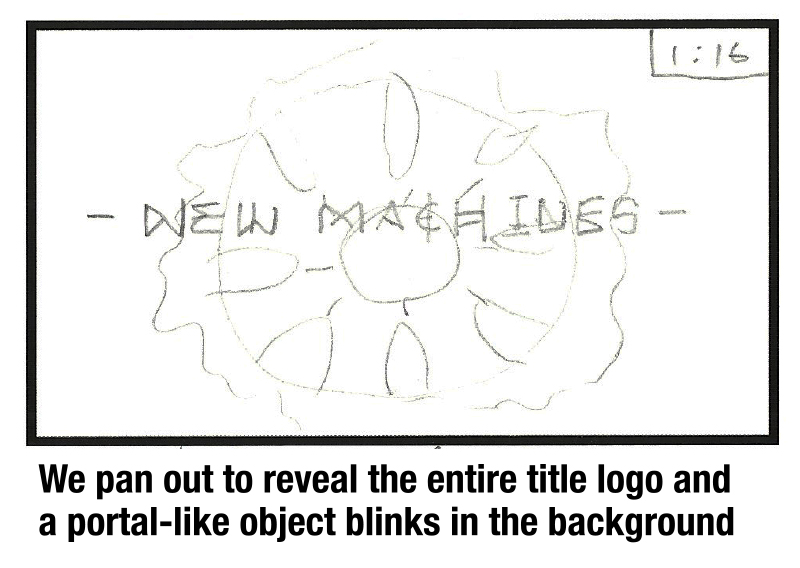 1:16
- NEW MACHINES -
We pan out to reveal the entire title logo and
a portal-like object blinks in the background